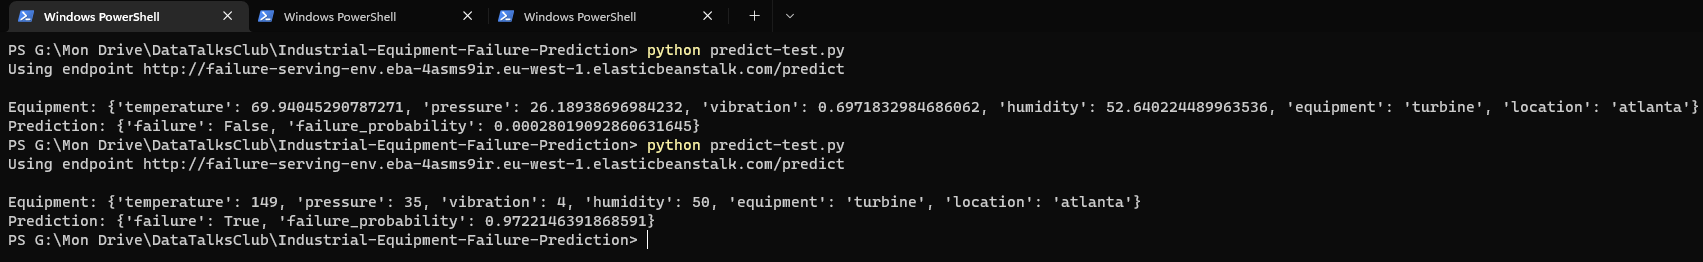 Windows PowerShell Windows PowerShell Windows PowerShell
PS G:\Mon Drive\DataTalksClub\Industrial-Equipment-Failure-Prediction> python predict-test.py
Using endpoint http://failure-serving-env.eba-4asms9ir.eu-west-1.elasticbeanstalk.com/predict
Equipment: {'temperature': 69.94045290787271, 'pressure': 26.18938696984232, 'vibration': 0.6971832984686062, 'humidity': 52.640224489963536, 'equipment': 'turbine', 'location': 'atlanta'}
Prediction: {'failure': False, 'failure_probability': 0.00028019092860631645}
PS G:\Mon Drive\DataTalksClub\Industrial-Equipment-Failure-Prediction> python predict-test.py
Using endpoint http://failure-serving-env.eba-4asms9ir.eu-west-1.elasticbeanstalk.com/predict
Equipment: {'temperature': 149, 'pressure': 35, 'vibration': 4, 'humidity': 50, 'equipment': 'turbine', 'location': 'atlanta'}
Prediction: {'failure': True, 'failure_probability': 0.9722146391868591}
PS G:\Mon Drive\DataTalksClub\Industrial-Equipment-Failure-Prediction>